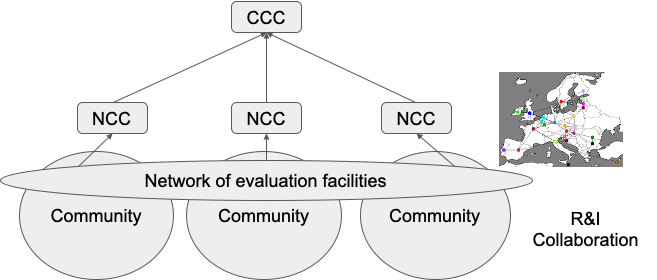 CCC
NCC
NCC
NCC
Network of evaluation facilities
Community
Community
Community
R&I
Collaboration